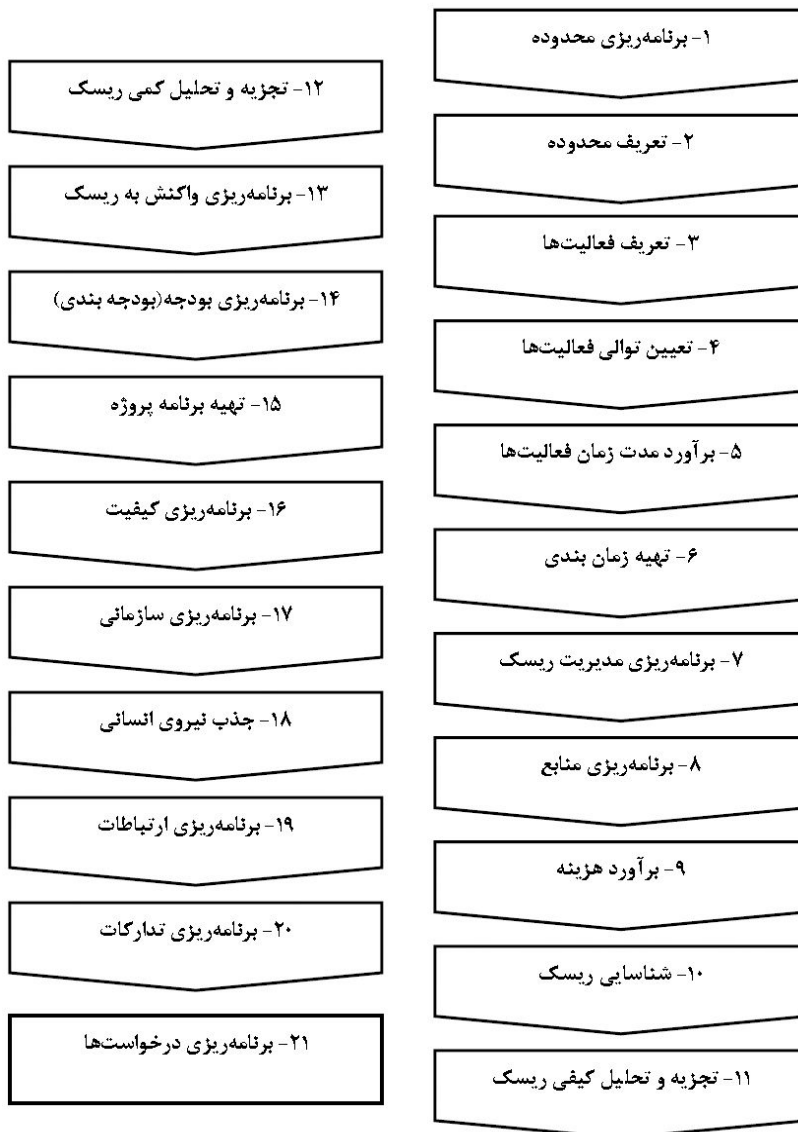 ۱- برنامه‌ریزی محدوده
۲- تعریف محدوده
۳- تعریف فعالیت‌ها
۴- تعیین توالی فعالیت‌ها
۵- برآورد مدت زمان فعالیت‌ها
۶- تهیه زمان بندی
۷- برنامه‌ریزی مدیریت ریسک
۸- برنامه‌ریزی منابع
۹- برآورد هزینه
۱۰- شناسایی ریسک
۱۱- تجزیه و تحلیل کیفی ریسک
۱۲- تجزیه و تحلیل کمی ریسک
۱۳- برنامه‌ریزی واکنش به ریسک
۱۴- برنامه‌ریزی بودجه(بودجه بندی)
۱۵- تهیه برنامه پروژه
۱۶- برنامه‌ریزی کیفیت
۱۷- برنامه‌ریزی سازمانی
۱۸- جذب نیروی انسانی
۱۹- برنامه‌ریزی ارتباطات
۲۰- برنامه‌ریزی تدارکات
۲۱- برنامه‌ریزی درخواست‌ها